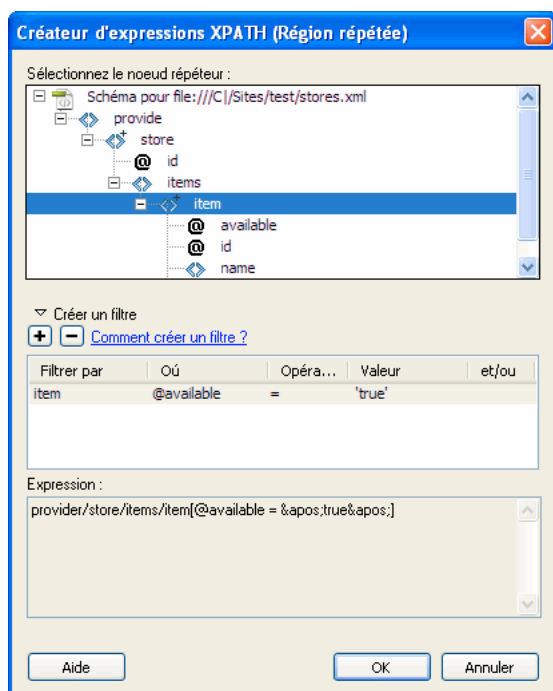 Créateur d'expressions XPATH (Région répétée)
Sélectionnez le noeud répéteur :
Schéma pour file:///C|/Sites/test/stores.xml
provide
store
@ id
items
item
@ available
@ id
name
Créer un filtre
Comment créer un filtre ?
Filtrer par Oú Opéra... Valeur et/ou
item @available = 'true'
Expression :
provider/store/items/item[@available = &apos;true&apos;]
Aide OK Annuler